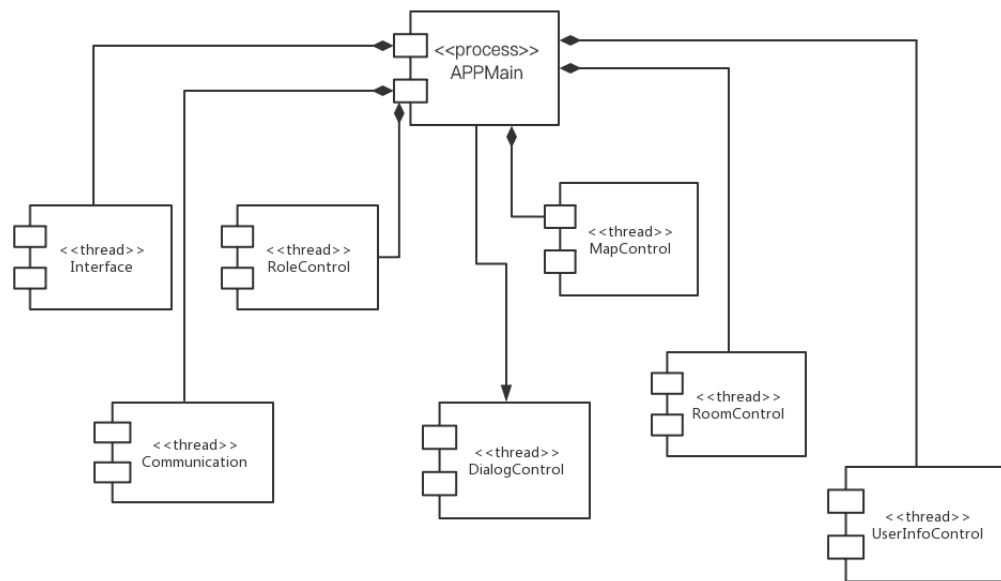 <<process>>
APPMain
<<thread>>
Interface
<<thread>>
RoleControl
<<thread>>
MapControl
<<thread>>
Communication
<<thread>>
DialogControl
<<thread>>
RoomControl
<<thread>>
UserInfoControl